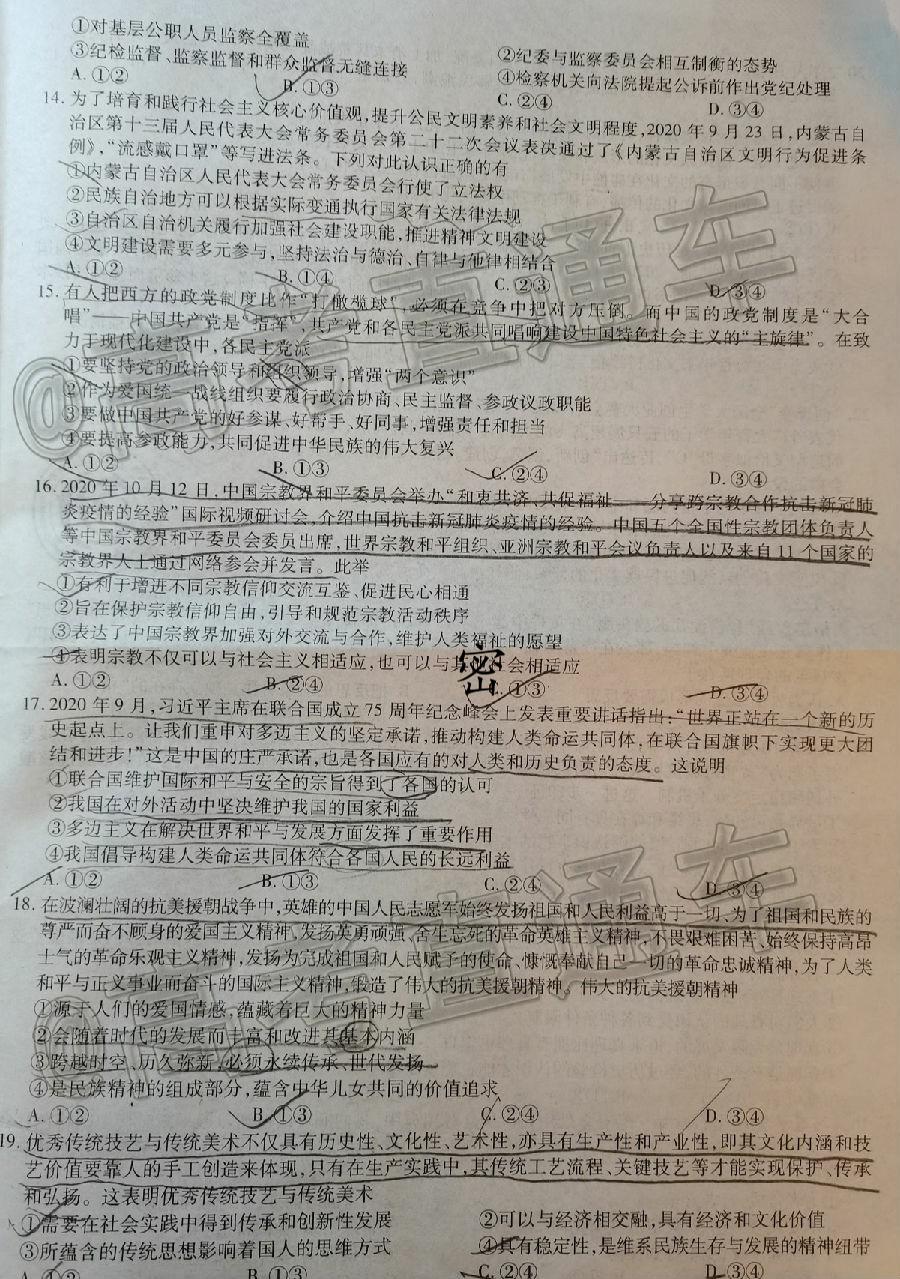 ①对基层公职人员监察全覆盖
②纪委与监察委员会相互制衡的态势
③纪检监督、监察监督和群众监督无缝连接
④检察机关向法院提起公诉前作出党纪处理
A. ①② B. ①③ C. ②④ D. ③④
14. 为了培育和践行社会主义核心价值观,提升公民文明素养和社会文明程度,2020年9月23日,内蒙古自
治区第十三届人民代表大会常务委员会第二十二次会议表决通过了《内蒙古自治区文明行为促进条
例》,“流感戴口罩”等写进法条。下列对此认识正确的有
①内蒙古自治区人民代表大会常务委员会行使了立法权
②民族自治地方可以根据实际变通执行国家有关法律法规
③自治区自治机关履行加强社会建设职能,推进精神文明建设
④文明建设需要多元参与,坚持法治与德治、自律与他律相结合
A. ①② B. ①④ C. ②③ D. ③④
15. 有人把西方的政党制度比作“打橄榄球”,必须在竞争中把对方压倒。而中国的政党制度是“大合
唱”——中国共产党是“指挥”,共产党和各民主党派共同唱响建设中国特色社会主义的“主旋律”。在致
力于现代化建设中,各民主党派
①要坚持党的政治领导和组织领导,增强“两个意识”
②作为爱国统一战线组织要履行政治协商、民主监督、参政议政职能
③要做中国共产党的好参谋、好帮手、好同事,增强责任和担当
④要提高参政能力,共同促进中华民族的伟大复兴
A. ①② B. ①③ C. ②④ D. ③④
16. 2020年10月12日,中国宗教界和平委员会举办“和衷共济、共促福祉——分享跨宗教合作抗击新冠肺
炎疫情的经验”国际视频研讨会,介绍中国抗击新冠肺炎疫情的经验。中国五个全国性宗教团体负责人
等中国宗教界和平委员会委员出席,世界宗教和平组织、亚洲宗教和平会议负责人以及来自11个国家的
宗教界人士通过网络参会并发言。此举
①有利于增进不同宗教信仰交流互鉴、促进民心相通
②旨在保护宗教信仰自由,引导和规范宗教活动秩序
③表达了中国宗教界加强对外交流与合作,维护人类福祉的愿望
④表明宗教不仅可以与社会主义相适应,也可以与其 会相适应
密
A. ①② B. ②④ C. ①③ D. ③④
17. 2020年9月,习近平主席在联合国成立75周年纪念峰会上发表重要讲话指出:“世界正站在一个新的历
史起点上。让我们重申对多边主义的坚定承诺,推动构建人类命运共同体,在联合国旗帜下实现更大团
结和进步!”这是中国的庄严承诺,也是各国应有的对人类和历史负责的态度。这说明
①联合国维护国际和平与安全的宗旨得到了各国的认可
②我国在对外活动中坚决维护我国的国家利益
③多边主义在解决世界和平与发展方面发挥了重要作用
④我国倡导构建人类命运共同体符合各国人民的长远利益
A. ①② B. ①③ C. ②④ D. ③④
18. 在波澜壮阔的抗美援朝战争中,英雄的中国人民志愿军始终发扬祖国和人民利益高于一切、为了祖国和民族的
尊严而奋不顾身的爱国主义精神,发扬英勇顽强、舍生忘死的革命英雄主义精神,不畏艰难困苦、始终保持高昂
士气的革命乐观主义精神,发扬为完成祖国和人民赋予的使命、慷慨奉献自己一切的革命忠诚精神,为了人类
和平与正义事业而奋斗的国际主义精神,锻造了伟大的抗美援朝精神。伟大的抗美援朝精神
①源于人们的爱国情感,蕴藏着巨大的精神力量
②会随着时代的发展而丰富和改进其基本内涵
③跨越时空、历久弥新,必须永续传承、世代发扬
④是民族精神的组成部分,蕴含中华儿女共同的价值追求
A. ①② B. ①③ C. ②④ D. ③④
19. 优秀传统技艺与传统美术不仅具有历史性、文化性、艺术性,亦具有生产性和产业性,即其文化内涵和技
艺价值要靠人的手工创造来体现,只有在生产实践中,其传统工艺流程、关键技艺等才能实现保护、传承
和弘扬。这表明优秀传统技艺与传统美术
①需要在社会实践中得到传承和创新性发展
②可以与经济相交融,具有经济和文化价值
③所蕴含的传统思想影响着国人的思维方式
④具有稳定性,是维系民族生存与发展的精神纽带
A. ①② B. ①③ C. ②④ D. ③④
@高考直通车
@高考直通车